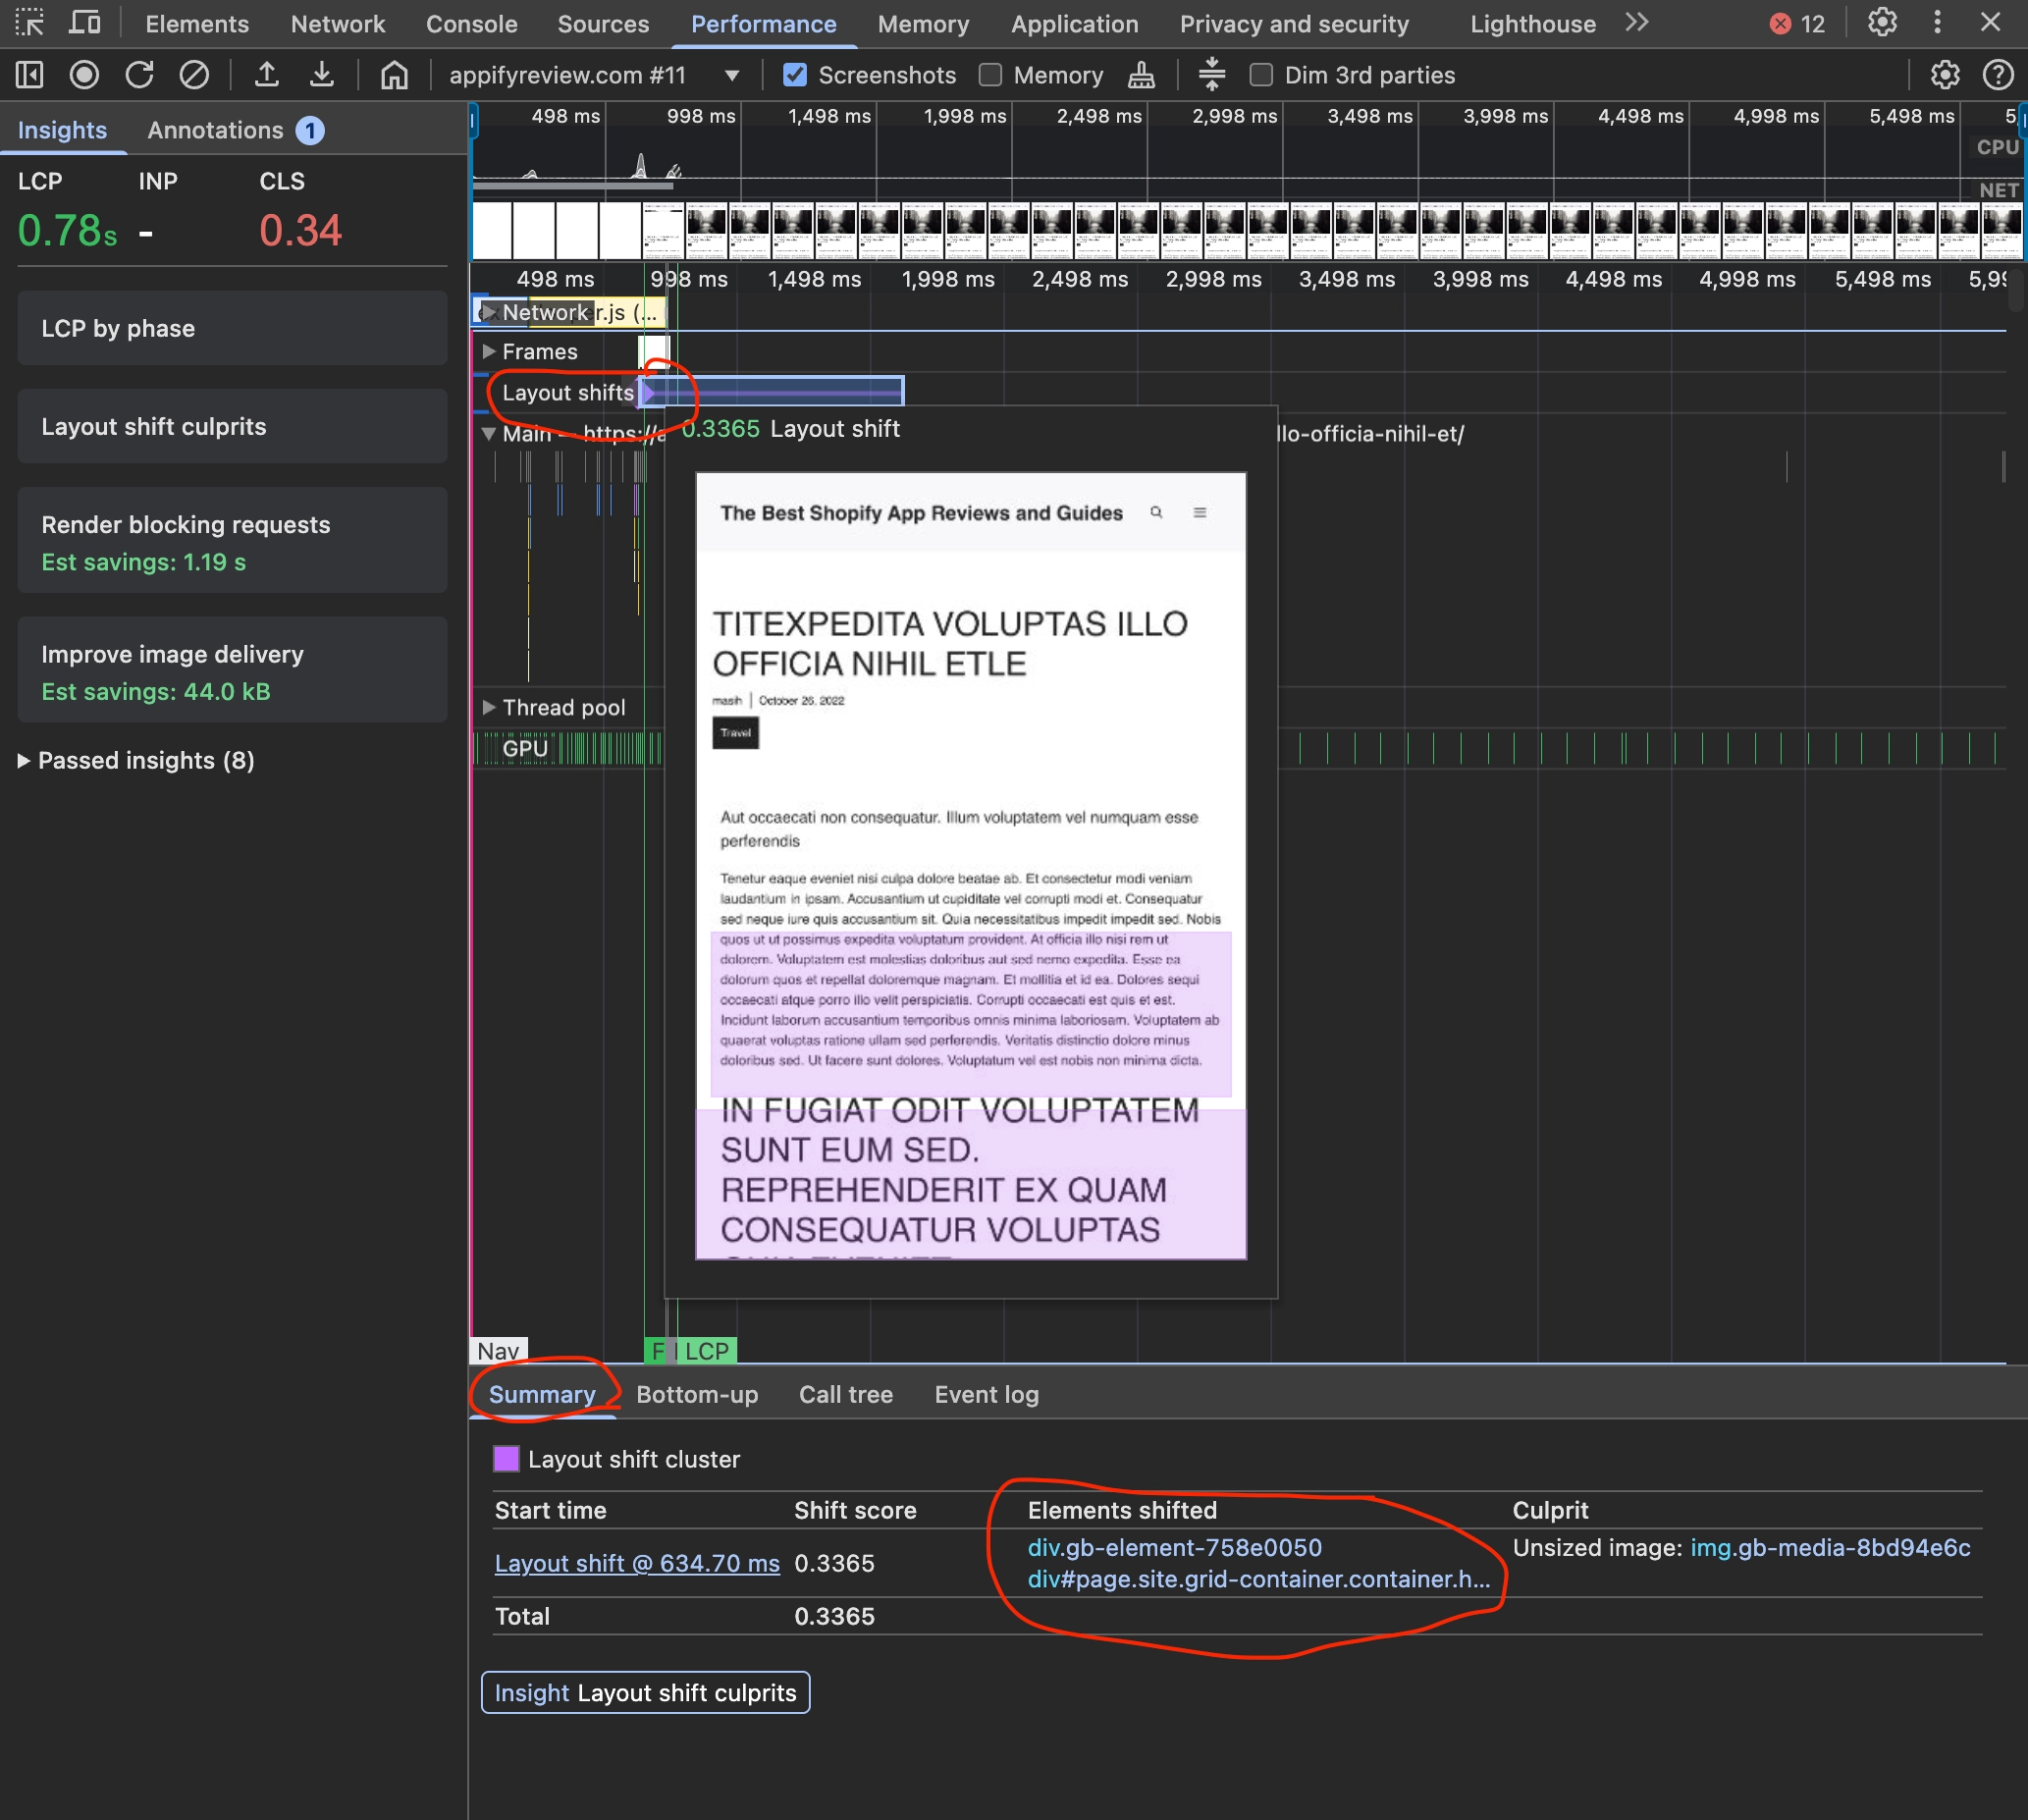 Elements Network Console Sources Performance Memory Application Privacy and security Lighthouse 12
appifyreview.com #11 Screenshots Memory Dim 3rd parties
Insights Annotations 1
LCP INP CLS
0.78s - 0.34
LCP by phase
Layout shift culprits
Render blocking requests
Est savings: 1.19 s
Improve image delivery
Est savings: 44.0 kB
Passed insights (8)
498 ms 998 ms 1,498 ms 1,998 ms 2,498 ms 2,998 ms 3,498 ms 3,998 ms 4,498 ms 4,998 ms 5,498 ms 5,
CPU
NET
498 ms 998 ms 1,498 ms 1,998 ms 2,498 ms 2,998 ms 3,498 ms 3,998 ms 4,498 ms 4,998 ms 5,498 ms 5,99
Network er.js (...
Frames
Layout shifts
Main — https://a llo-officia-nihil-et/
0.3365 Layout shift
The Best Shopify App Reviews and Guides
TITEXPEDITA VOLUPTAS ILLO
OFFICIA NIHIL ETLE
masih | October 26, 2022
Travel
Aut occaecati non consequatur. Illum voluptatem vel numquam esse
perferendis
Tenetur eaque eveniet nisi culpa dolore beatae ab. Et consectetur modi veniam
laudantium in ipsam. Accusantium ut cupiditate vel corrupti modi et. Consequatur
sed neque iure quis accusantium sit. Quia necessitatibus impedit impedit sed. Nobis
quos ut ut possimus expedita voluptatum provident. At officia illo nisi rem ut
dolorem. Voluptatem est molestias doloribus aut sed nemo expedita. Esse ea
dolorum quos et repellat doloremque magnam. Et mollitia et id ea. Dolores sequi
occaecati atque porro illo velit perspiciatis. Corrupti occaecati est quis et est.
Incidunt laborum accusantium temporibus omnis minima laboriosam. Voluptatem ab
quaerat voluptas ratione ullam sed perferendis. Veritatis distinctio dolore minus
doloribus sed. Ut facere sunt dolores. Voluptatum vel est nobis non minima dicta.
IN FUGIAT ODIT VOLUPTATEM
SUNT EUM SED.
REPREHENDERIT EX QUAM
CONSEQUATUR VOLUPTAS
Thread pool
GPU
Nav F LCP
Summary Bottom-up Call tree Event log
Layout shift cluster
Start time Shift score Elements shifted Culprit
Layout shift @ 634.70 ms 0.3365 div.gb-element-758e0050 Unsized image: img.gb-media-8bd94e6c
div#page.site.grid-container.container.h...
Total 0.3365
Insight Layout shift culprits